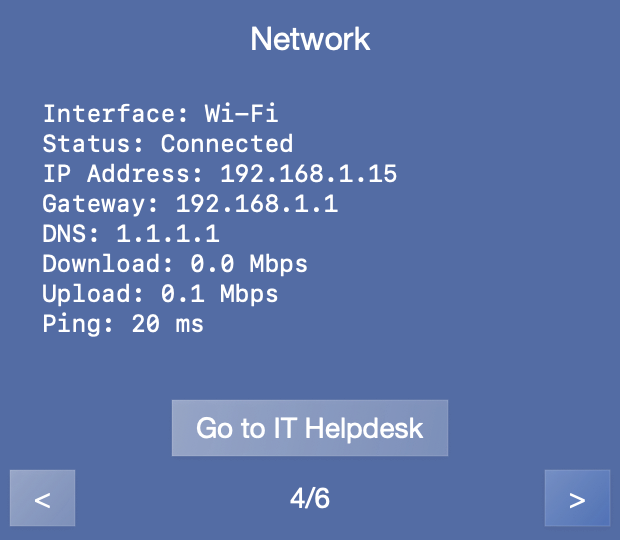 Network
Interface: Wi-Fi
Status: Connected
IP Address: 192.168.1.15
Gateway: 192.168.1.1
DNS: 1.1.1.1
Download: 0.0 Mbps
Upload: 0.1 Mbps
Ping: 20 ms
Go to IT Helpdesk
< 4/6 >